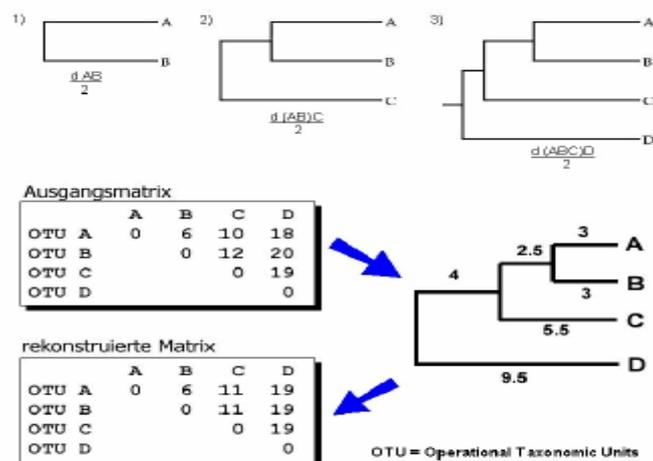 1)
A
B
d AB
2
2)
A
B
C
d (AB)C
2
3)
A
B
C
D
d (ABC)D
2
Ausgangsmatrix
A B C D
OTU A 0 6 10 18
OTU B 0 12 20
OTU C 0 19
OTU D 0
4
2.5
3
A
3
B
5.5
C
9.5
D
rekonstruierte Matrix
A B C D
OTU A 0 6 11 19
OTU B 0 11 19
OTU C 0 19
OTU D 0
OTU = Operational Taxonomic Units